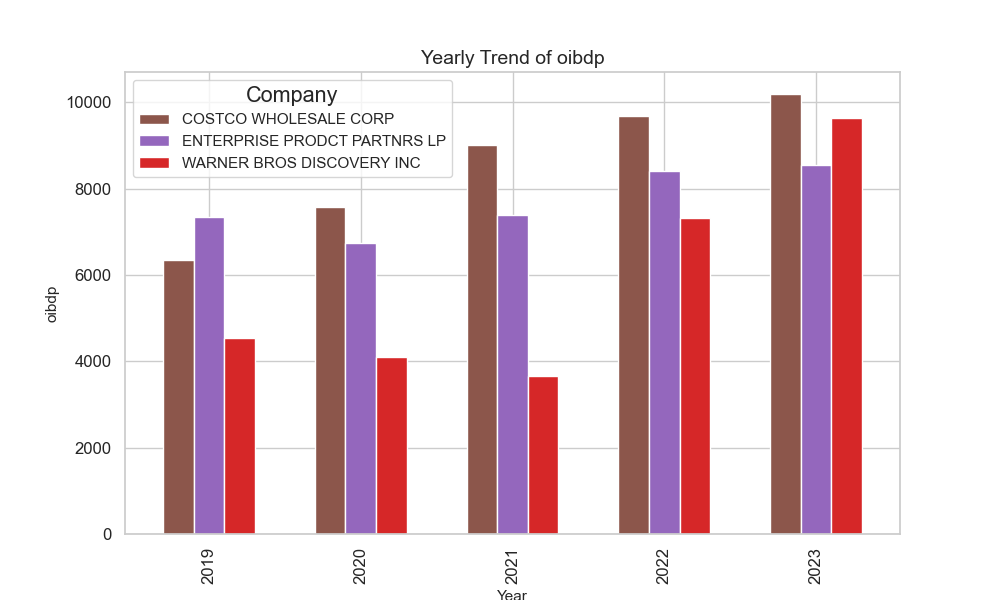 Yearly Trend of oibdp
Company
COSTCO WHOLESALE CORP
ENTERPRISE PRODCT PARTNRS LP
WARNER BROS DISCOVERY INC
10000
8000
6000
4000
2000
0
oibdp
2019
2020
2021
2022
2023
Year